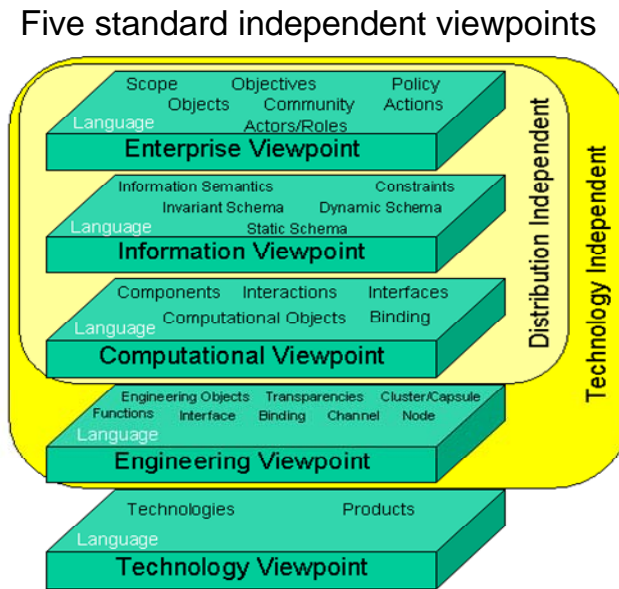 Five standard independent viewpoints
Scope Objectives Policy
Objects Community Actions
Language Actors/Roles
Enterprise Viewpoint
Information Semantics Constraints
Invariant Schema Dynamic Schema
Language Static Schema
Information Viewpoint
Components Interactions Interfaces
Computational Objects Binding
Language
Computational Viewpoint
Engineering Objects Transparencies Cluster/Capsule
Functions Interface Binding Channel Node
Language
Engineering Viewpoint
Technologies Products
Language
Technology Viewpoint
Distribution Independent
Technology Independent